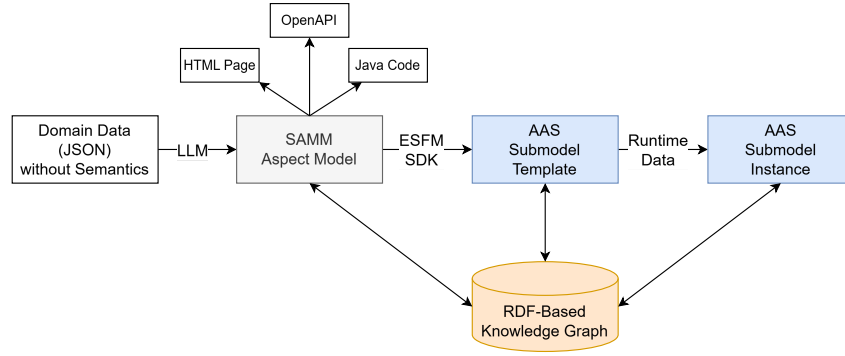 OpenAPI
HTML Page
Java Code
Domain Data
(JSON)
without Semantics
LLM
SAMM
Aspect Model
ESFM
SDK
AAS
Submodel
Template
Runtime
Data
AAS
Submodel
Instance
RDF-Based
Knowledge Graph